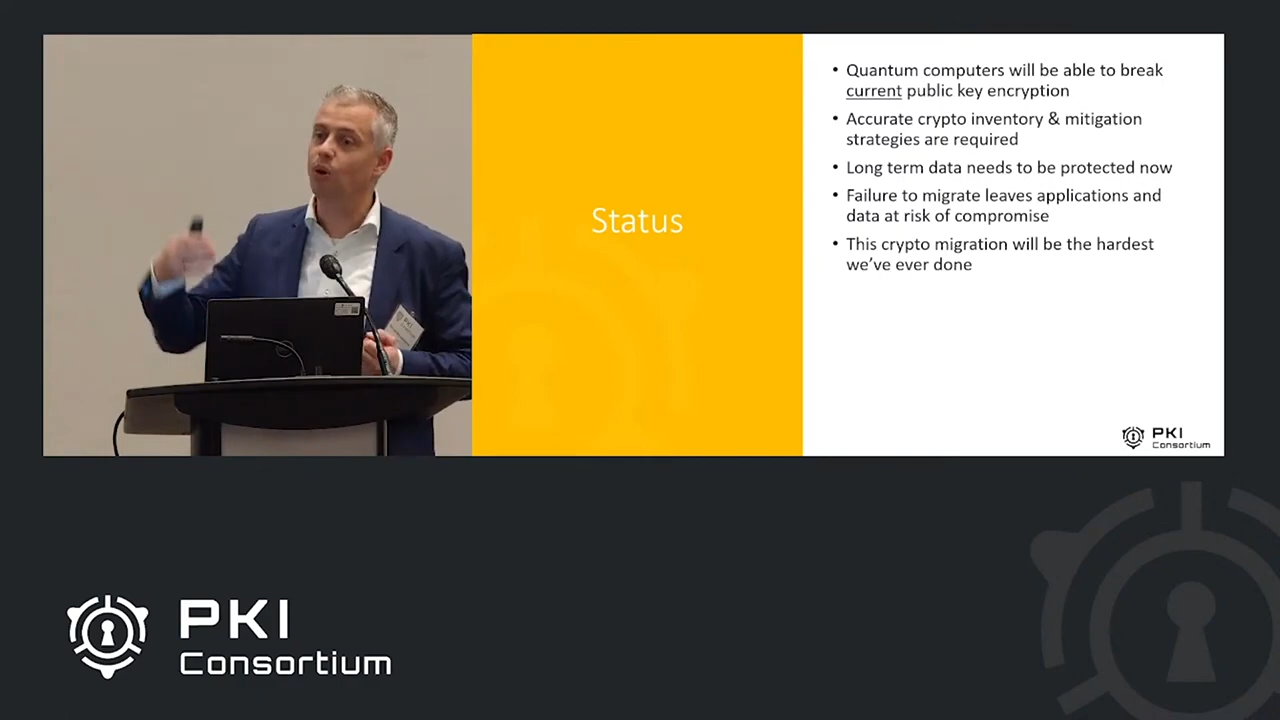 Status
• Quantum computers will be able to break
current public key encryption
• Accurate crypto inventory & mitigation
strategies are required
• Long term data needs to be protected now
• Failure to migrate leaves applications and
data at risk of compromise
• This crypto migration will be the hardest
we’ve ever done
PKI
Consortium
PKI
PKI
Consortium